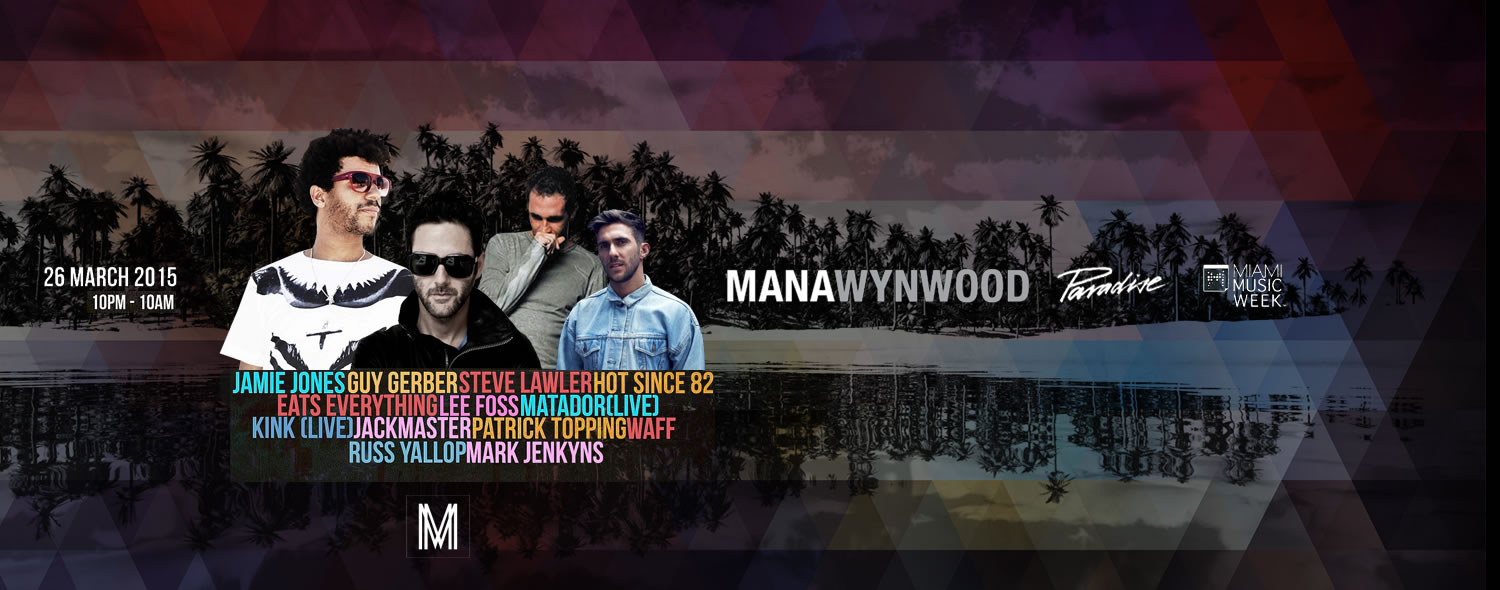 26 MARCH 2015
10PM - 10AM
JAMIE JONES GUY GERBER STEVE LAWLER HOT SINCE 82
EATS EVERYTHING LEE FOSS MATADOR(LIVE)
KINK (LIVE) JACKMASTER PATRICK TOPPING WAFF
RUSS YALLOP MARK JENKYNS
M
MANAWYNWOOD
Paradise
M
MIAMI
MUSIC
WEEK